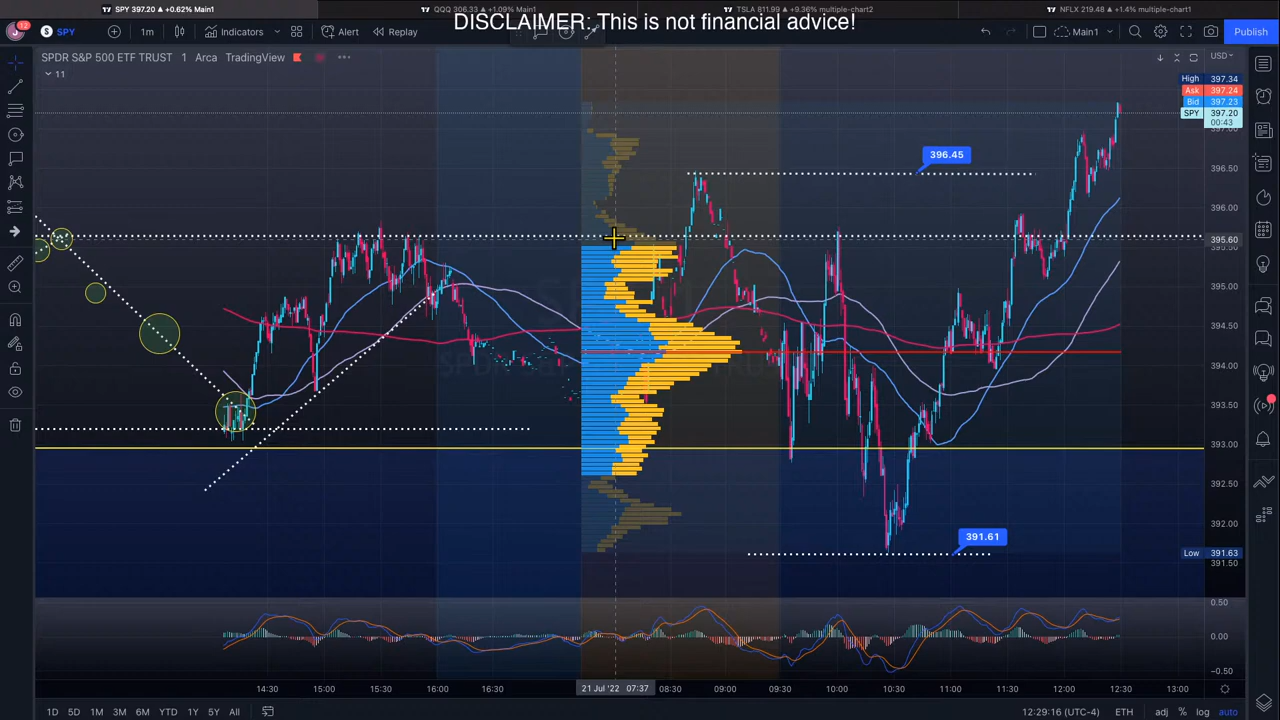 SPY 397.20 ▲ +0.62% Main1
QQQ 306.33 ▲ +1.09% Main1
TSLA 811.99 ▲ +9.36% multiple-chart2
NFLX 219.48 ▲ +1.4% multiple-chart1
DISCLAIMER: This is not financial advice!
J 12
S SPY
1m
Indicators
Alert
Replay
Main1
Publish
SPDR S&P 500 ETF TRUST 1 Arca TradingView
11
USD
High 397.34
Ask 397.24
Bid 397.23
SPY 397.20
00:43
397.00
396.50
396.00
395.60
395.50
395.00
394.50
394.00
393.50
393.00
392.50
392.00
Low 391.63
391.50
396.45
391.61
0.50
0.00
−0.50
14:30 15:00 15:30 16:00 16:30 21 Jul '22 07:37 08:30 09:00 09:30 10:00 10:30 11:00 11:30 12:00 12:30 13:00
1D 5D 1M 3M 6M YTD 1Y 5Y All
12:29:16 (UTC-4) ETH adj % log auto